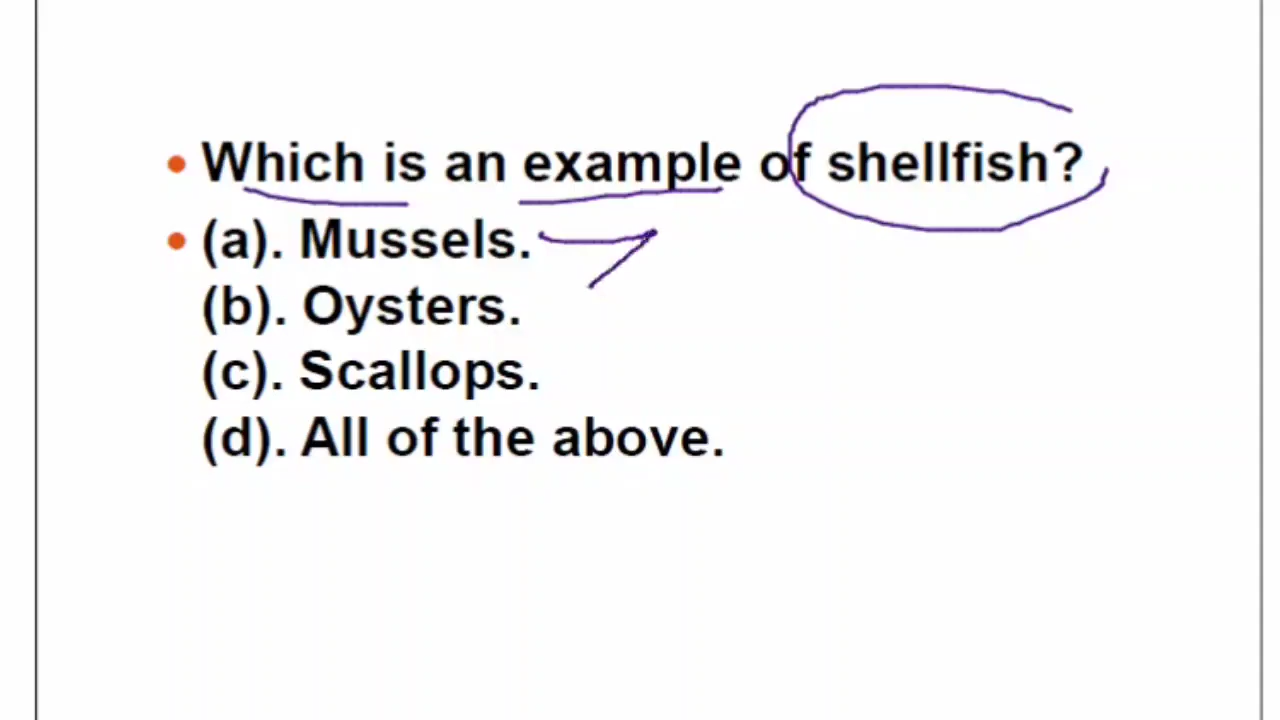 • Which is an example of shellfish?
• (a). Mussels.
(b). Oysters.
(c). Scallops.
(d). All of the above.